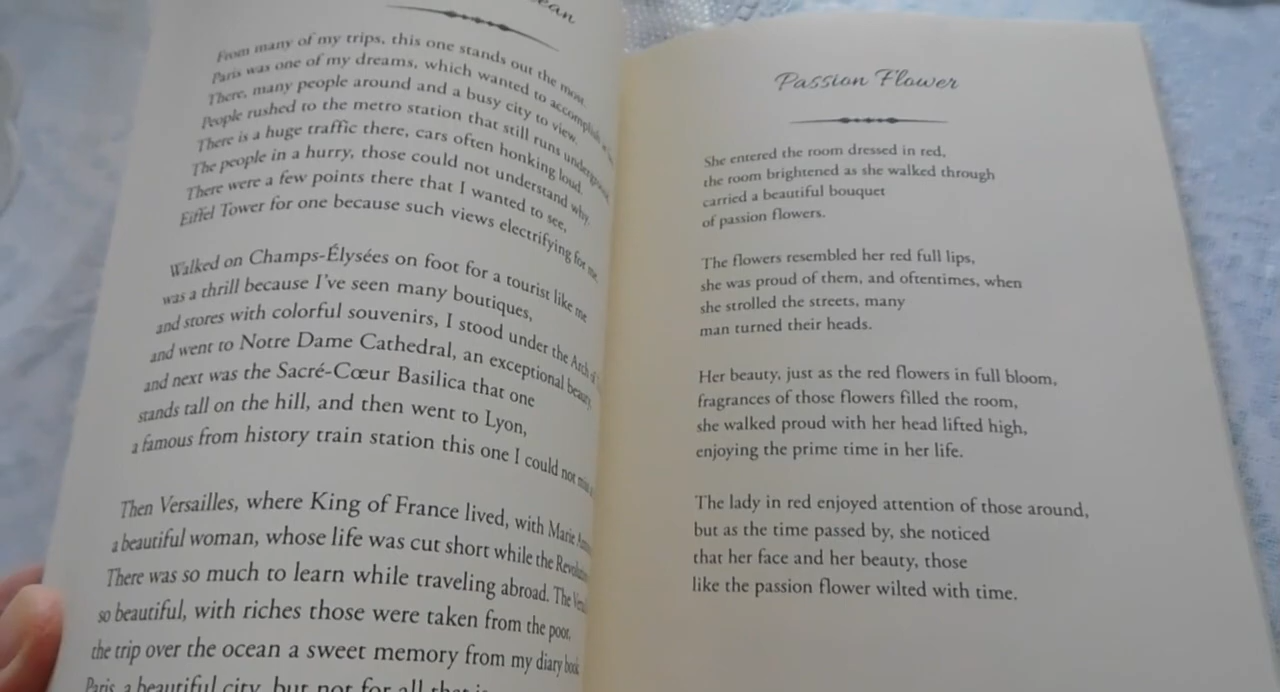 From many of my trips, this one stands out the most.
Paris was one of my dreams, which wanted to accomplish
There, many people around and a busy city to view.
People rushed to the metro station that still runs underground.
There is a huge traffic there, cars often honking loud.
The people in a hurry, those could not understand why.
There were a few points there that I wanted to see,
Eiffel Tower for one because such views electrifying for me.
Walked on Champs-Élysées on foot for a tourist like me
was a thrill because I've seen many boutiques,
and stores with colorful souvenirs, I stood under the Arch of
and went to Notre Dame Cathedral, an exceptional beauty,
and next was the Sacré-Cœur Basilica that one
stands tall on the hill, and then went to Lyon,
a famous from history train station this one I could not
Then Versailles, where King of France lived, with Marie
a beautiful woman, whose life was cut short while the
There was so much to learn while traveling abroad. The
so beautiful, with riches those were taken from the poor.
the trip over the ocean a sweet memory from my diary book
Paris, a beautiful city, but not for all that
Passion Flower
She entered the room dressed in red,
the room brightened as she walked through
carried a beautiful bouquet
of passion flowers.
The flowers resembled her red full lips,
she was proud of them, and oftentimes, when
she strolled the streets, many
man turned their heads.
Her beauty, just as the red flowers in full bloom,
fragrances of those flowers filled the room,
she walked proud with her head lifted high,
enjoying the prime time in her life.
The lady in red enjoyed attention of those around,
but as the time passed by, she noticed
that her face and her beauty, those
like the passion flower wilted with time.